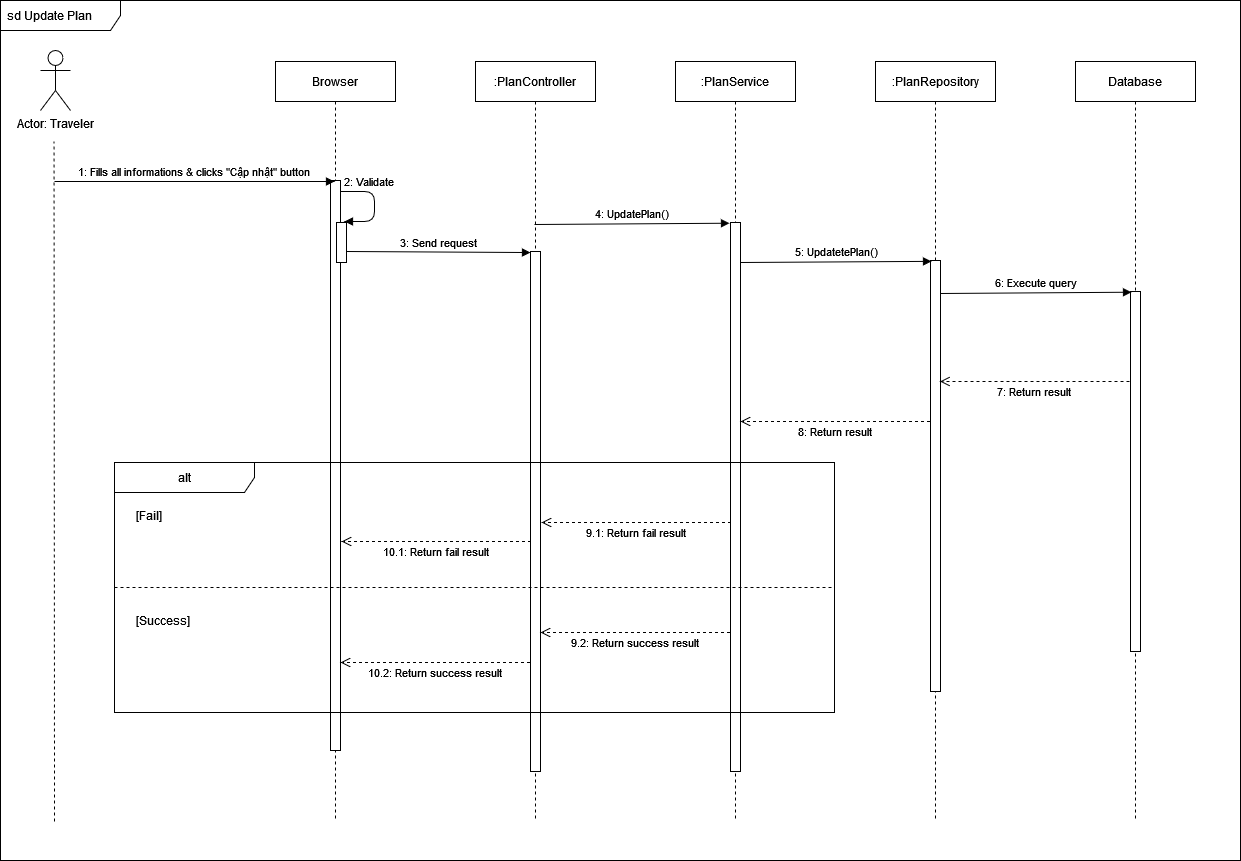 sd Update Plan
Actor: Traveler
Browser
:PlanController
:PlanService
:PlanRepository
Database
1: Fills all informations & clicks "Cập nhật" button
2: Validate
3: Send request
4: UpdatePlan()
5: UpdatetePlan()
6: Execute query
7: Return result
8: Return result
alt
[Fail]
9.1: Return fail result
10.1: Return fail result
[Success]
9.2: Return success result
10.2: Return success result